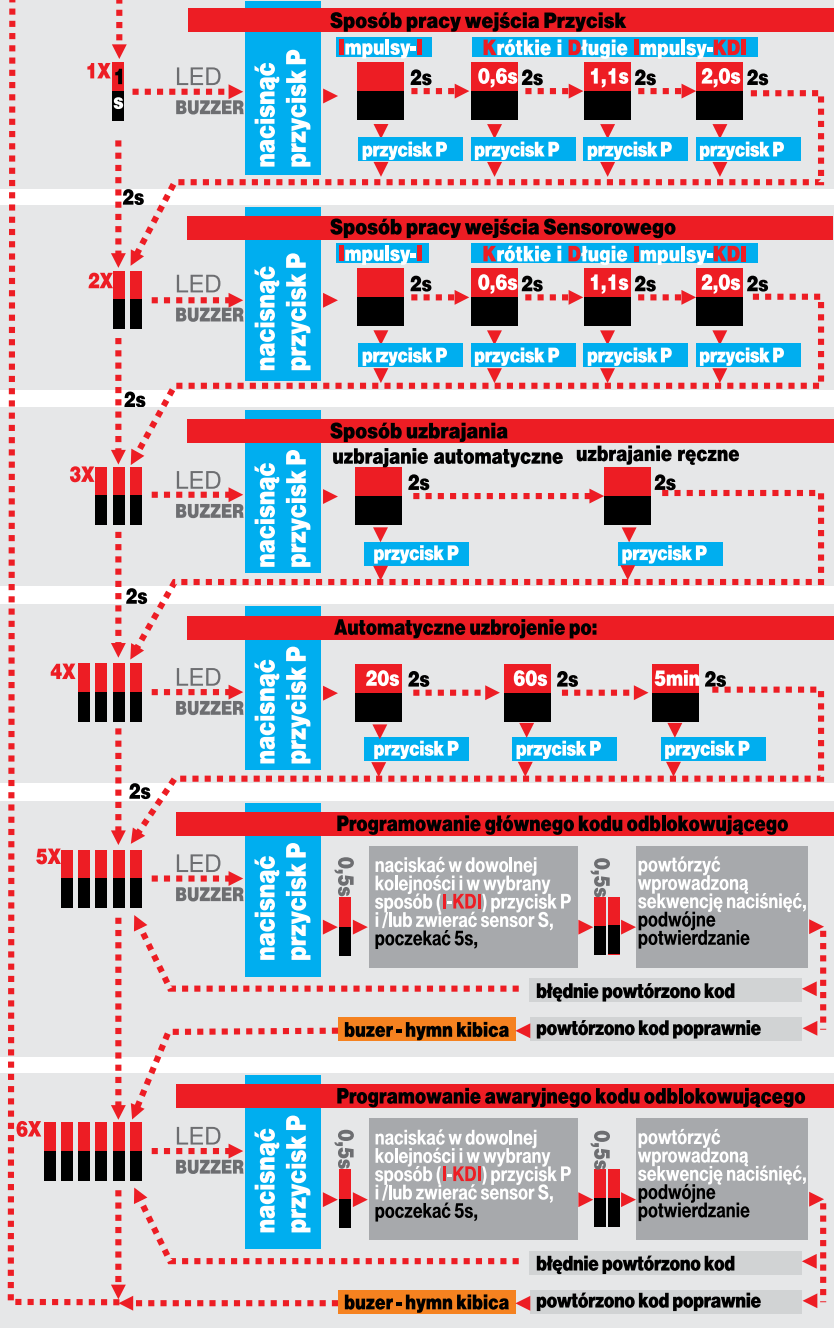 Sposób pracy wejścia Przycisk
Impulsy-I
Krótkie i Długie Impulsy-KDI
1X
1
s
LED
BUZZER
nacisnąć
przycisk P
2s
0,6s
2s
1,1s
2s
2,0s
2s
przycisk P
przycisk P
przycisk P
przycisk P
2s
Sposób pracy wejścia Sensorowego
Impulsy-I
Krótkie i Długie Impulsy-KDI
2X
LED
BUZZER
nacisnąć
przycisk P
2s
0,6s
2s
1,1s
2s
2,0s
2s
przycisk P
przycisk P
przycisk P
przycisk P
2s
Sposób uzbrajania
uzbrajanie automatyczne
uzbrajanie ręczne
3X
LED
BUZZER
nacisnąć
przycisk P
2s
2s
przycisk P
przycisk P
2s
Automatyczne uzbrojenie po:
4X
LED
BUZZER
nacisnąć
przycisk P
20s
2s
60s
2s
5min
2s
przycisk P
przycisk P
przycisk P
2s
Programowanie głównego kodu odblokowującego
5X
LED
BUZZER
nacisnąć
przycisk P
0,5s
naciskać w dowolnej
kolejności i w wybrany
sposób (I-KDI) przycisk P
i /lub zwierać sensor S,
poczekać 5s,
0,5s
powtórzyć
wprowadzoną
sekwencję naciśnięć,
podwójne
potwierdzanie
błędnie powtórzono kod
buzer - hymn kibica
powtórzono kod poprawnie
Programowanie awaryjnego kodu odblokowującego
6X
LED
BUZZER
nacisnąć
przycisk P
0,5s
naciskać w dowolnej
kolejności i w wybrany
sposób (I-KDI) przycisk P
i /lub zwierać sensor S,
poczekać 5s,
0,5s
powtórzyć
wprowadzoną
sekwencję naciśnięć,
podwójne
potwierdzanie
błędnie powtórzono kod
buzer - hymn kibica
powtórzono kod poprawnie